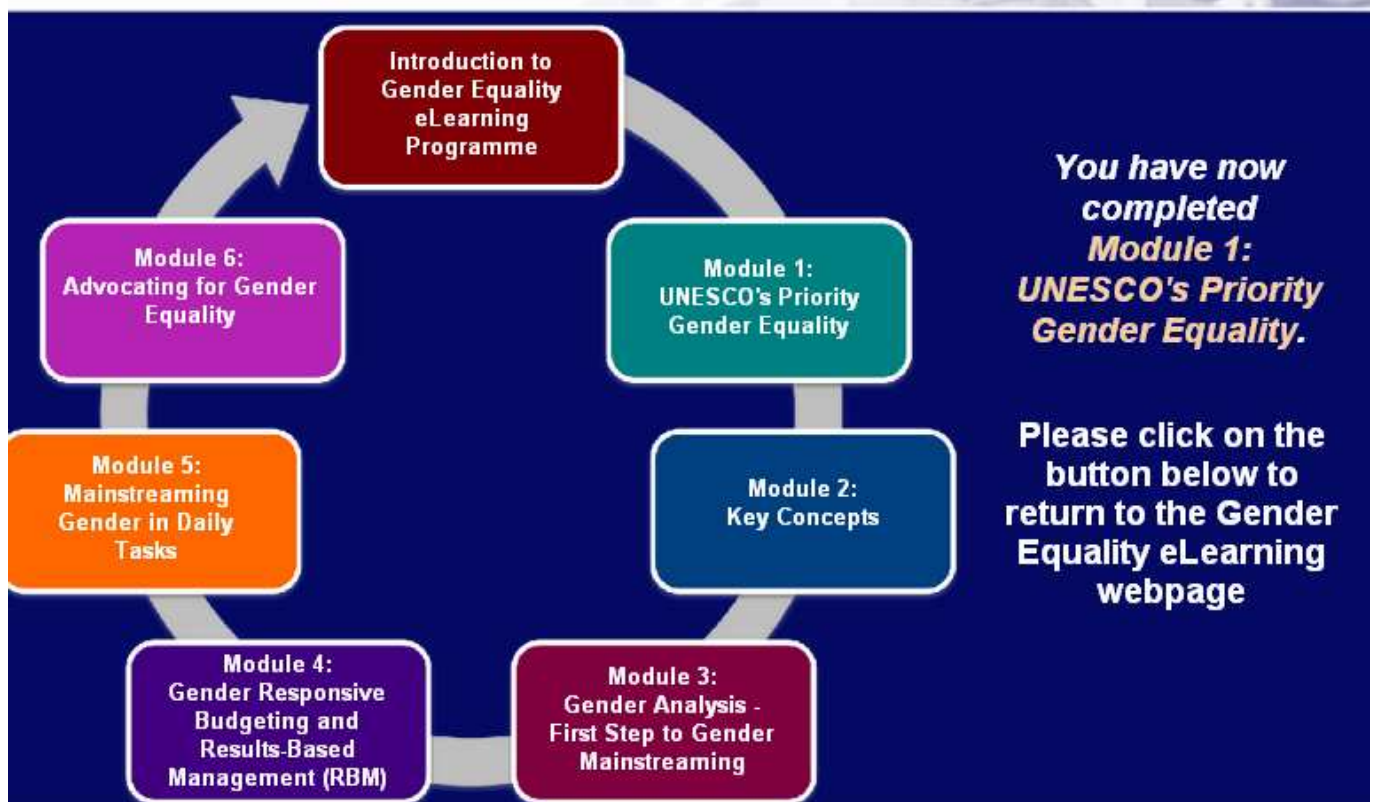 Introduction to
Gender Equality
eLearning
Programme
Module 1:
UNESCO's Priority
Gender Equality
Module 2:
Key Concepts
Module 3:
Gender Analysis -
First Step to Gender
Mainstreaming
Module 4:
Gender Responsive
Budgeting and
Results-Based
Management (RBM)
Module 5:
Mainstreaming
Gender in Daily
Tasks
Module 6:
Advocating for Gender
Equality
You have now
completed
Module 1:
UNESCO's Priority
Gender Equality.
Please click on the
button below to
return to the Gender
Equality eLearning
webpage